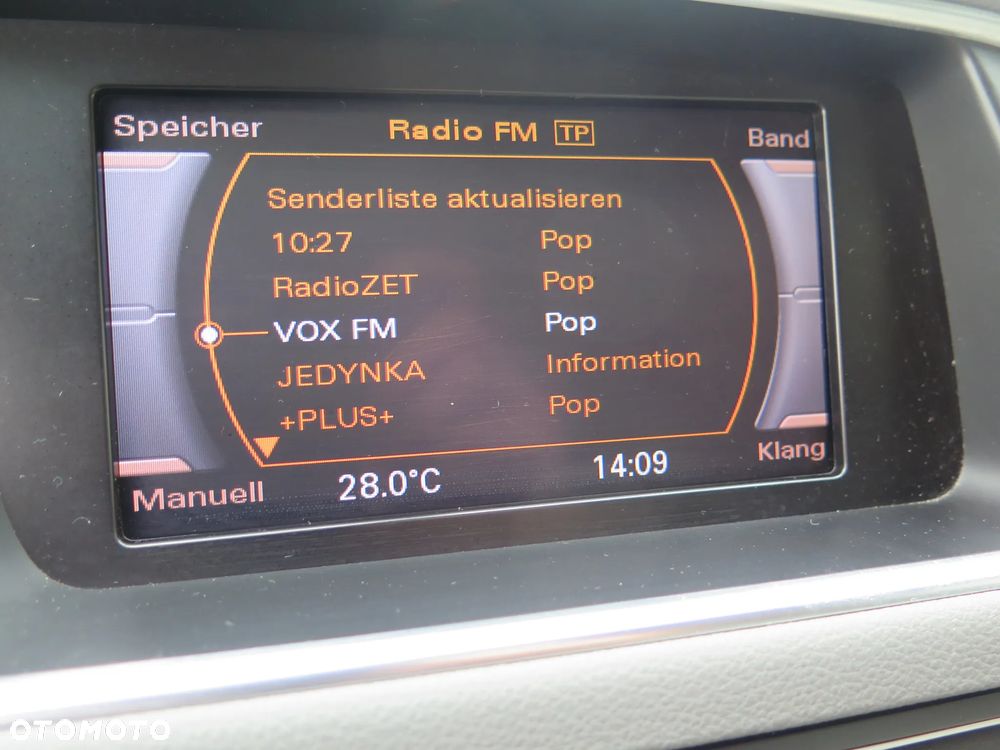 Speicher Radio FM TP Band
Senderliste aktualisieren
10:27 Pop
RadioZET Pop
VOX FM Pop
JEDYNKA Information
+PLUS+ Pop
Manuell 28.0°C 14:09 Klang
OTOMOTO